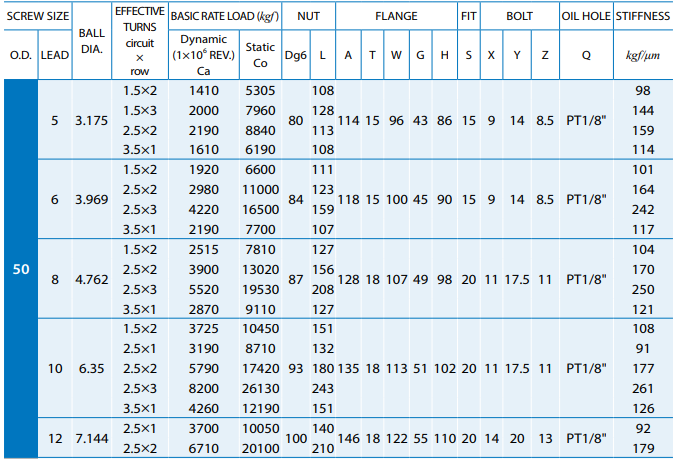 SCREW SIZE BALL DIA. EFFECTIVE TURNS circuit × row BASIC RATE LOAD (kgf) NUT FLANGE FIT BOLT OIL HOLE STIFFNESS
O.D. LEAD Dynamic (1×10⁶ REV.) Ca Static Co Dg6 L A T W G H S X Y Z Q kgf/μm
50
5 3.175 80 114 15 96 43 86 15 9 14 8.5 PT1/8"
1.5×2 1410 5305 108 98
1.5×3 2000 7960 128 144
2.5×2 2190 8840 113 159
3.5×1 1610 6190 108 114
6 3.969 84 118 15 100 45 90 15 9 14 8.5 PT1/8"
1.5×2 1920 6600 111 101
2.5×2 2980 11000 123 164
2.5×3 4220 16500 159 242
3.5×1 2190 7700 107 117
8 4.762 87 128 18 107 49 98 20 11 17.5 11 PT1/8"
1.5×2 2515 7810 127 104
2.5×2 3900 13020 156 170
2.5×3 5520 19530 208 250
3.5×1 2870 9110 127 121
10 6.35 93 135 18 113 51 102 20 11 17.5 11 PT1/8"
1.5×2 3725 10450 151 108
2.5×1 3190 8710 132 91
2.5×2 5790 17420 180 177
2.5×3 8200 26130 243 261
3.5×1 4260 12190 151 126
12 7.144 100 146 18 122 55 110 20 14 20 13 PT1/8"
2.5×1 3700 10050 140 92
2.5×2 6710 20100 210 179